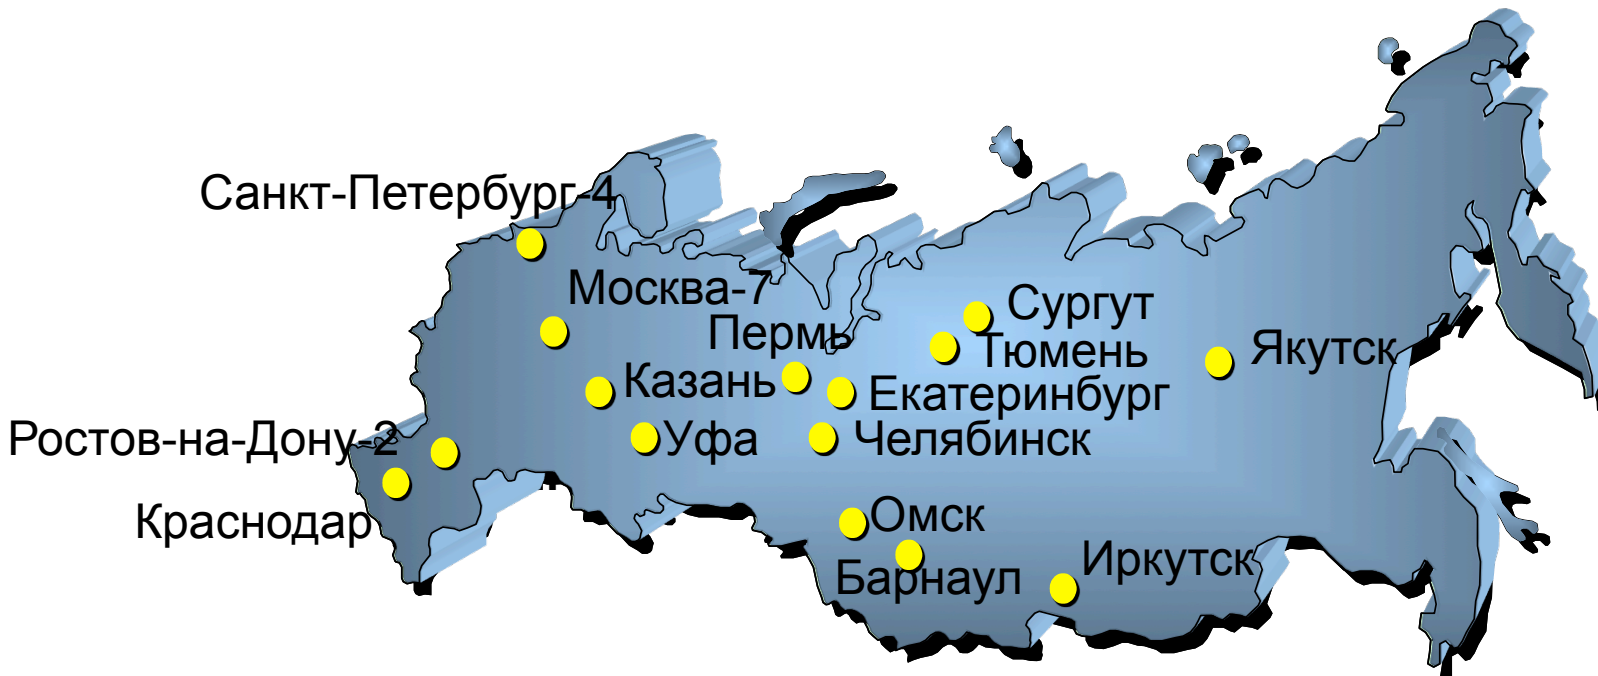 Санкт-Петербург-4
Москва-7
Сургут
Пермь
Тюмень
Якутск
Казань
Екатеринбург
Ростов-на-Дону-2
Уфа
Челябинск
Краснодар
Омск
Иркутск
Барнаул